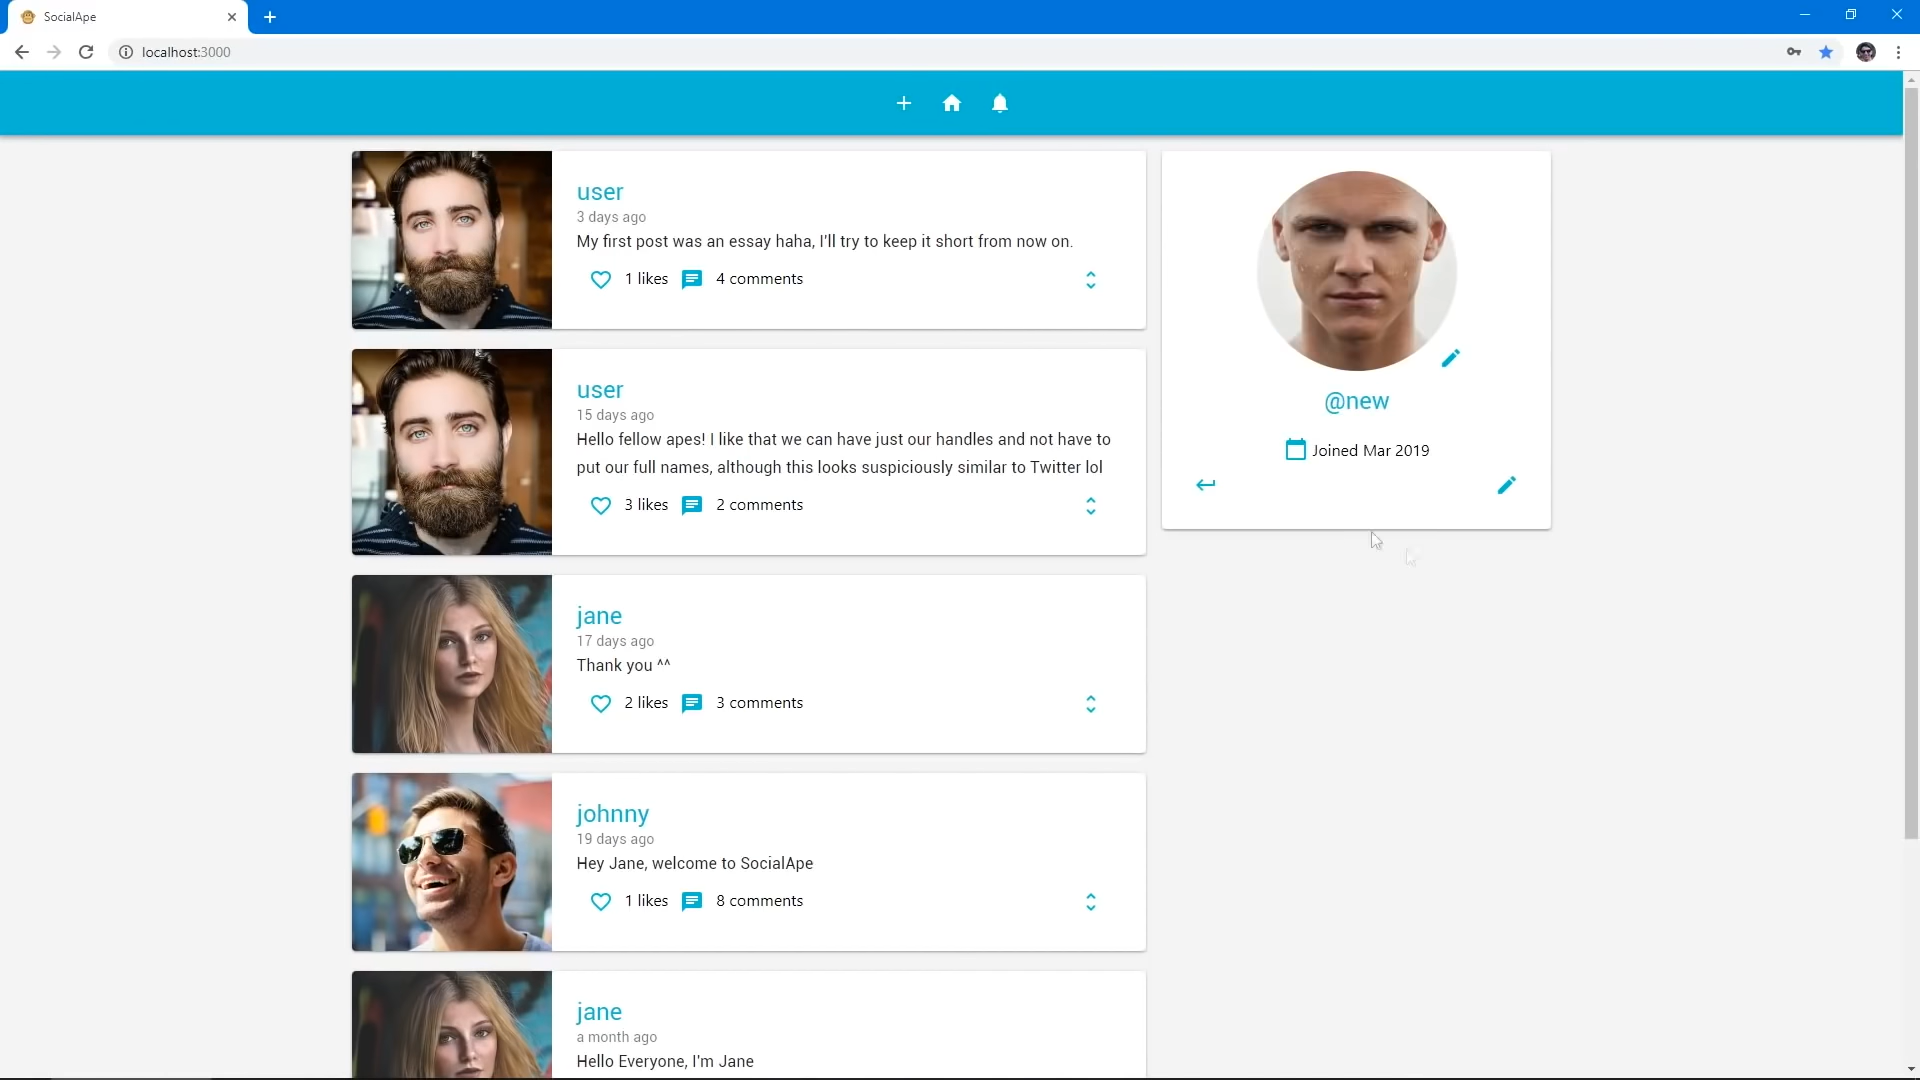 SocialApe
localhost:3000
user
3 days ago
My first post was an essay haha, I'll try to keep it short from now on.
1 likes 4 comments
user
15 days ago
Hello fellow apes! I like that we can have just our handles and not have to
put our full names, although this looks suspiciously similar to Twitter lol
3 likes 2 comments
jane
17 days ago
Thank you ^^
2 likes 3 comments
johnny
19 days ago
Hey Jane, welcome to SocialApe
1 likes 8 comments
jane
a month ago
Hello Everyone, I'm Jane
@new
Joined Mar 2019